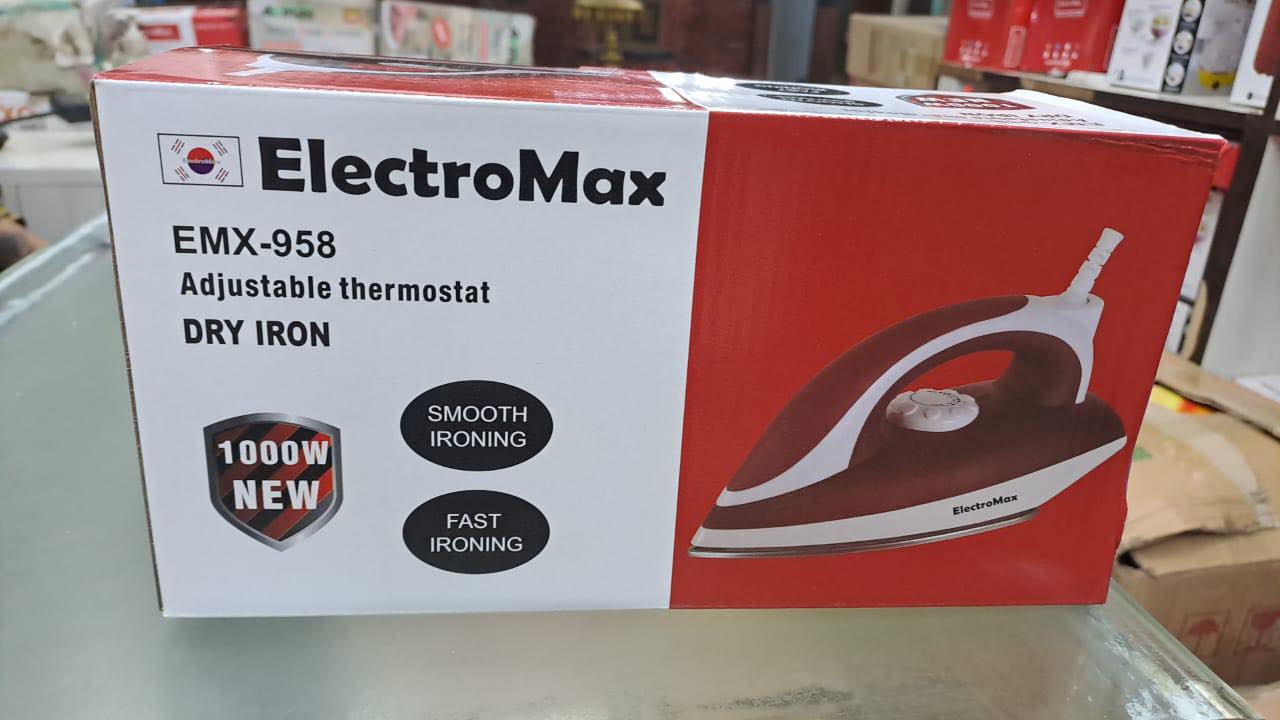 ElectroMax
EMX-958
Adjustable thermostat
DRY IRON
1000W
NEW
SMOOTH
IRONING
FAST
IRONING
ElectroMax